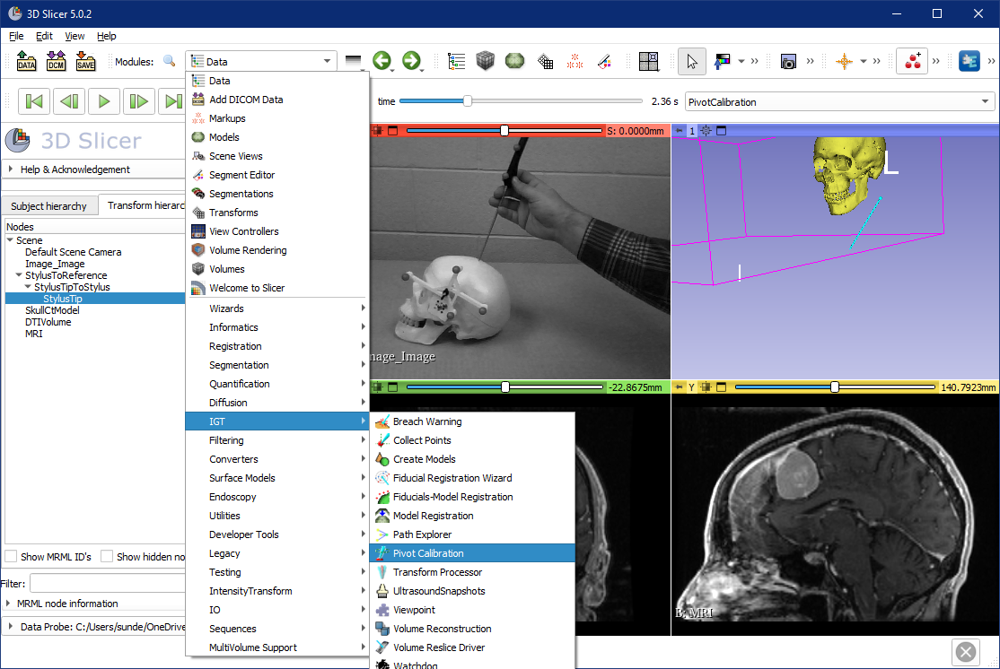 3D Slicer 5.0.2
File Edit View Help
DATA DCM SAVE Modules: Data
time 2.36 s PivotCalibration
3D Slicer
Help & Acknowledgement
Subject hierarchy Transform hierarc
Nodes
Scene
Default Scene Camera
Image_Image
StylusToReference
StylusTipToStylus
StylusTip
SkullCtModel
DTIVolume
MRI
Show MRML ID's Show hidden no
Filter:
MRML node information
Data Probe: C:/Users/sunde/OneDrive
Data
Add DICOM Data
Markups
Models
Scene Views
Segment Editor
Segmentations
Transforms
View Controllers
Volume Rendering
Volumes
Welcome to Slicer
Wizards
Informatics
Registration
Segmentation
Quantification
Diffusion
IGT
Filtering
Converters
Surface Models
Endoscopy
Utilities
Developer Tools
Legacy
Testing
IntensityTransform
IO
Sequences
MultiVolume Support
Breach Warning
Collect Points
Create Models
Fiducial Registration Wizard
Fiducials-Model Registration
Model Registration
Path Explorer
Pivot Calibration
Transform Processor
UltrasoundSnapshots
Viewpoint
Volume Reconstruction
Volume Reslice Driver
Watchdog
S: 0.0000mm
mage_Image
1
L
I
-22.8675mm
Y 140.7923mm
B: MRI